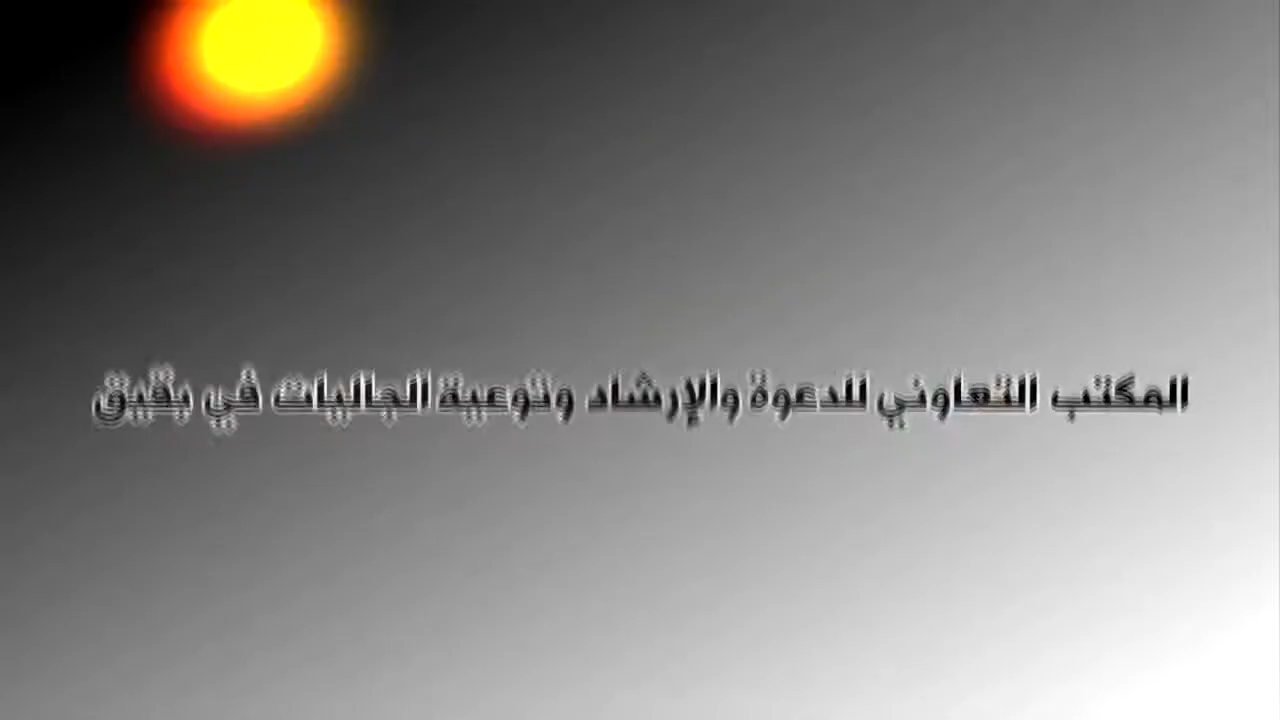 المكتب التعاوني للدعوة والإرشاد وتوعية الجاليات في بقيق